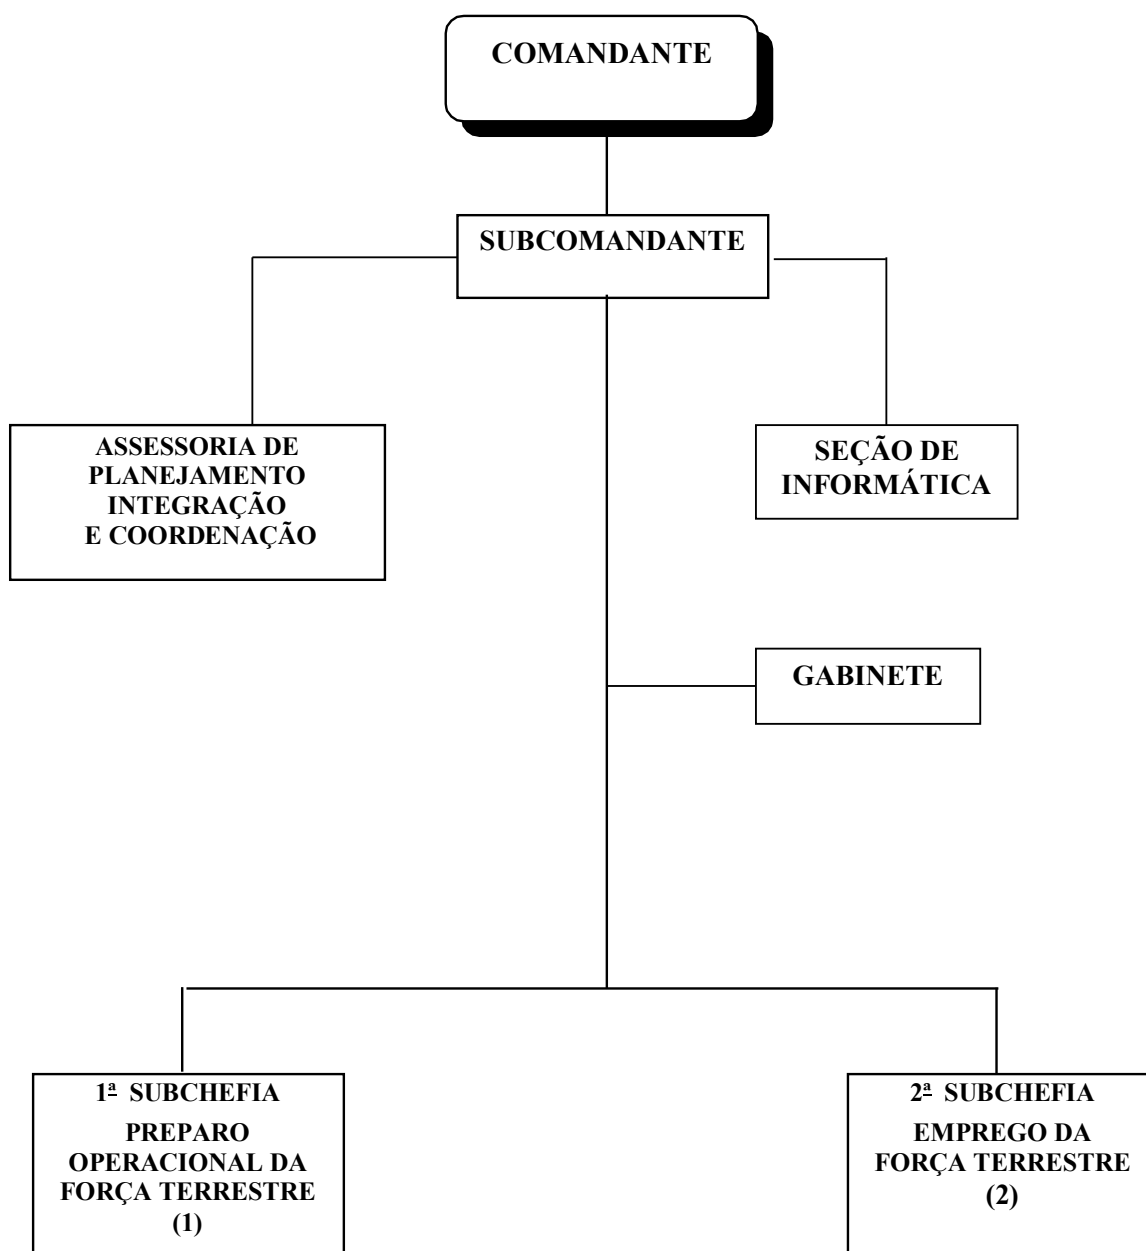 COMANDANTE
SUBCOMANDANTE
ASSESSORIA DE
PLANEJAMENTO
INTEGRAÇÃO
E COORDENAÇÃO
SEÇÃO DE
INFORMÁTICA
GABINETE
1ª SUBCHEFIA
PREPARO
OPERACIONAL DA
FORÇA TERRESTRE
(1)
2ª SUBCHEFIA
EMPREGO DA
FORÇA TERRESTRE
(2)